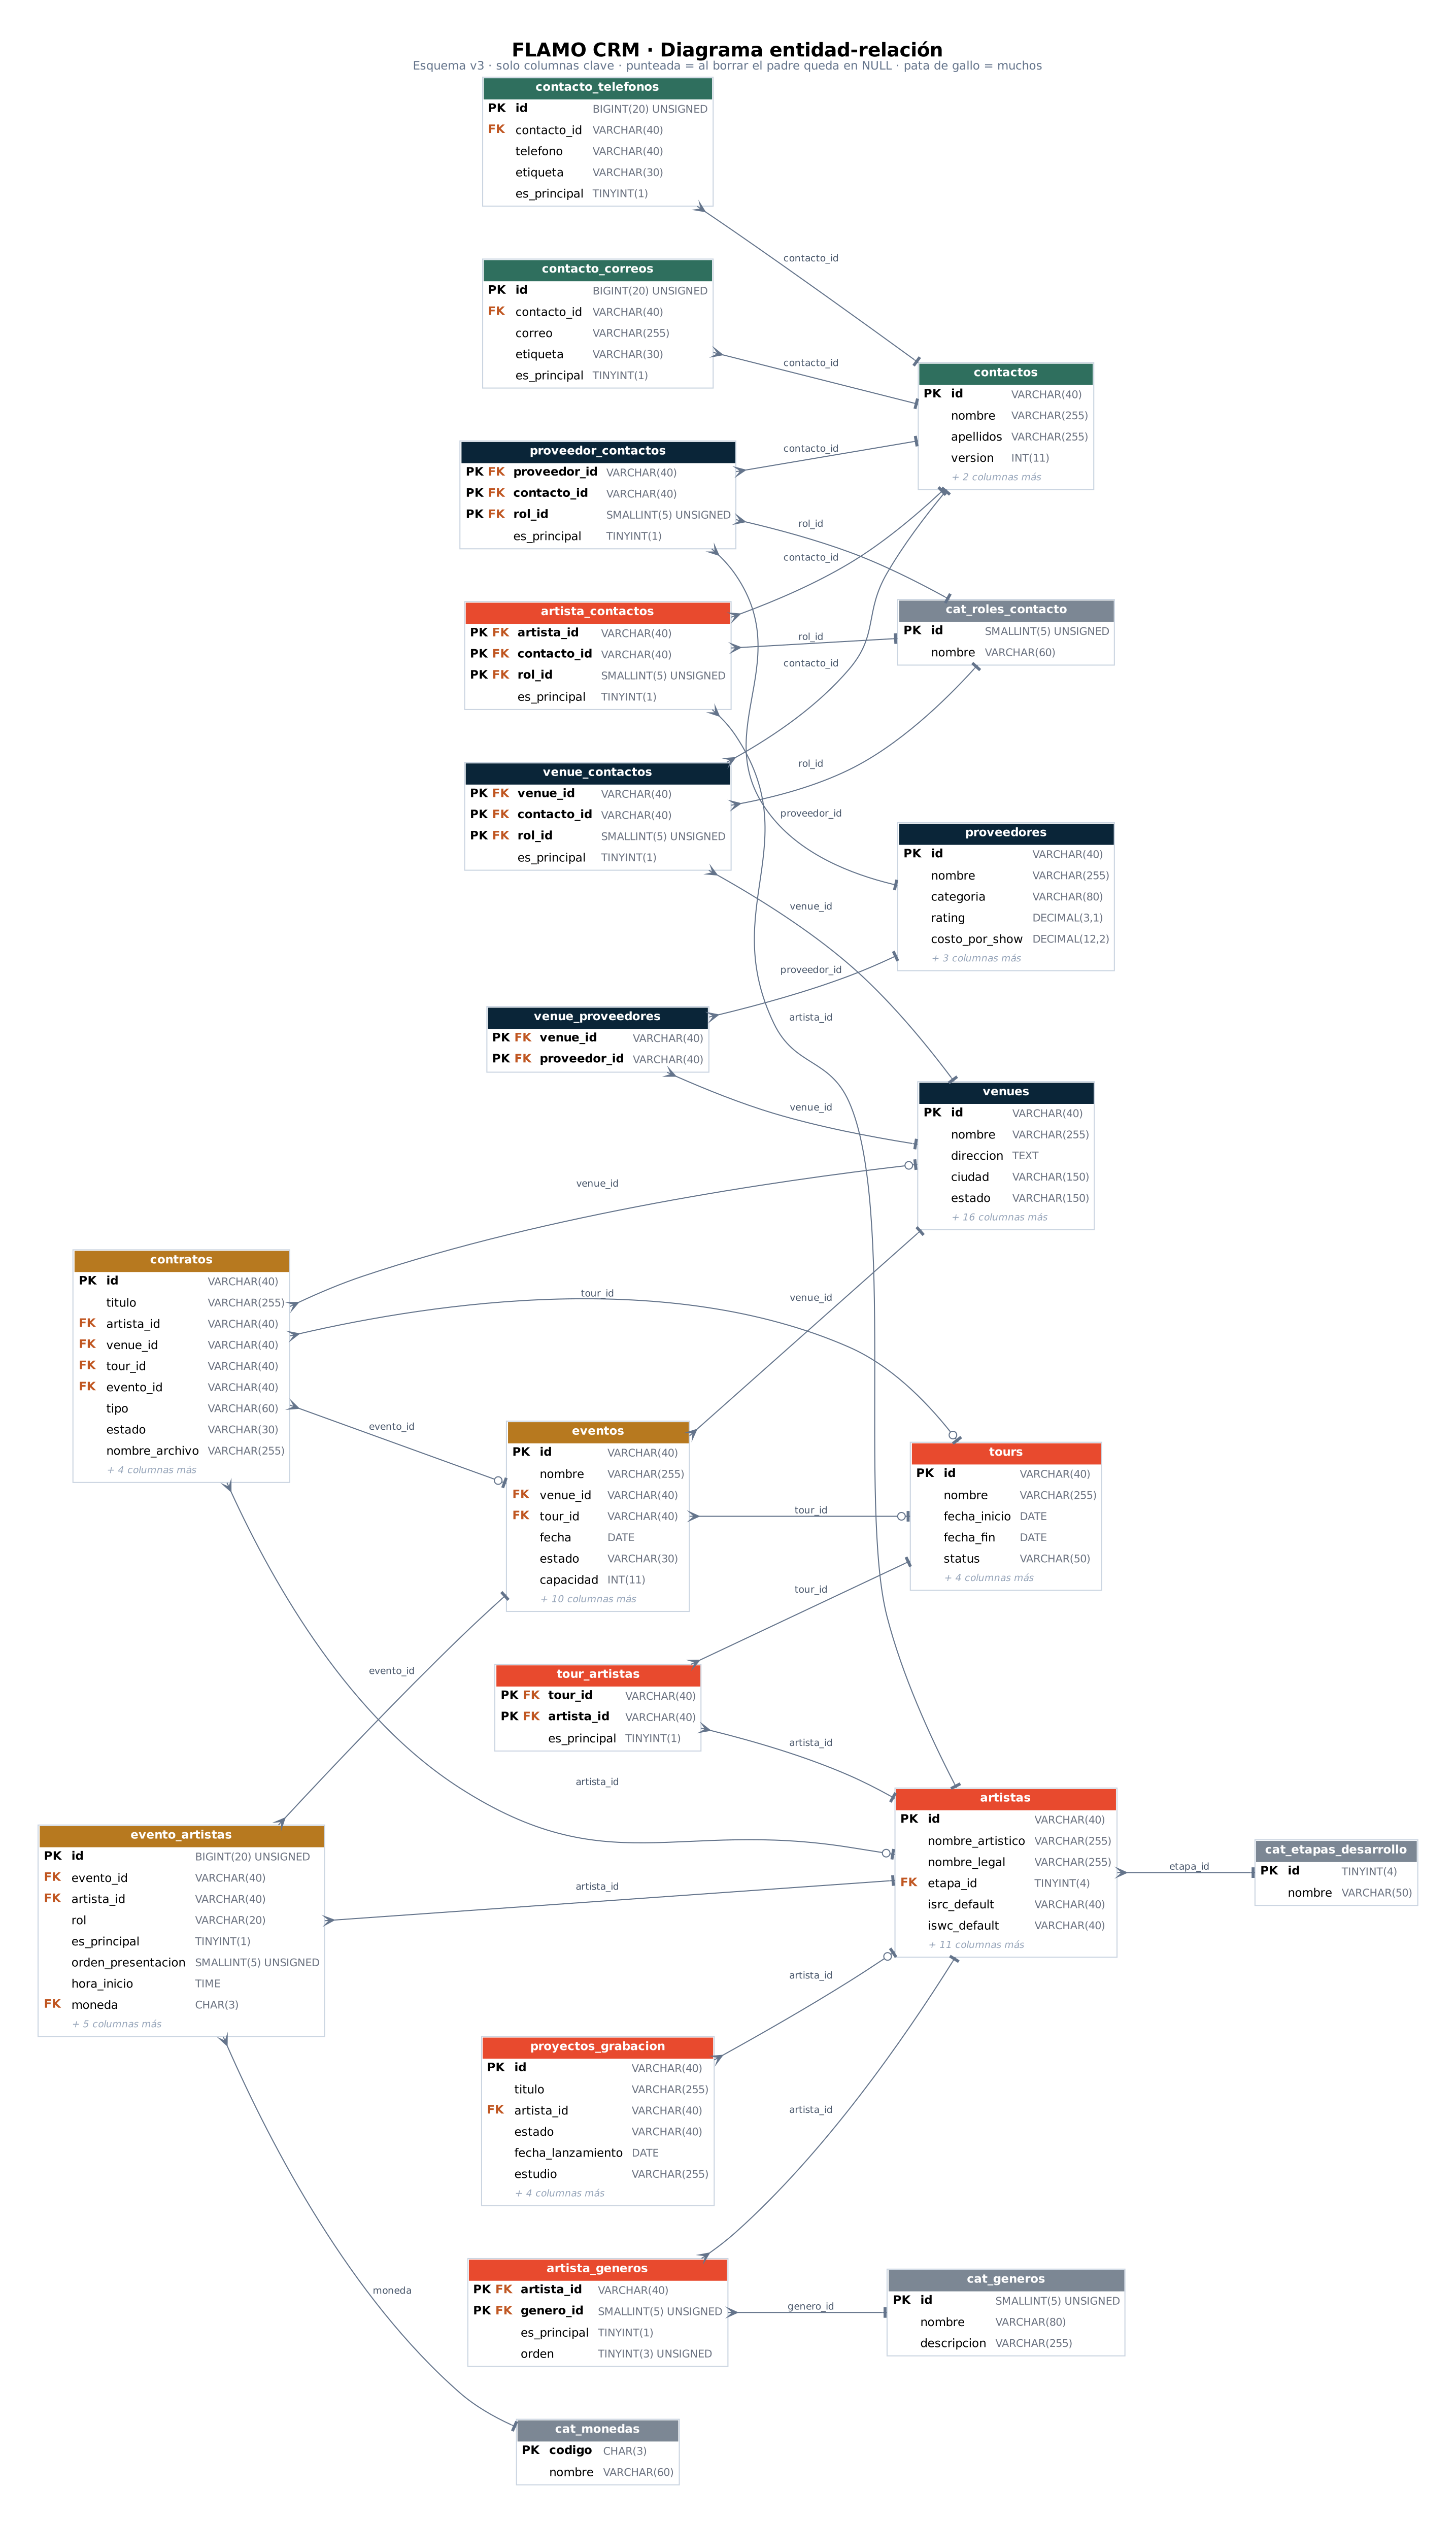 FLAMO CRM · Diagrama entidad-relación
Esquema v3 · solo columnas clave · punteada = al borrar el padre queda en NULL · pata de gallo = muchos
contacto_telefonos
PK id BIGINT(20) UNSIGNED
FK contacto_id VARCHAR(40)
telefono VARCHAR(40)
etiqueta VARCHAR(30)
es_principal TINYINT(1)
contacto_id
contacto_correos
PK id BIGINT(20) UNSIGNED
FK contacto_id VARCHAR(40)
correo VARCHAR(255)
etiqueta VARCHAR(30)
es_principal TINYINT(1)
contacto_id
contactos
PK id VARCHAR(40)
nombre VARCHAR(255)
apellidos VARCHAR(255)
version INT(11)
+ 2 columnas más
proveedor_contactos
PK FK proveedor_id VARCHAR(40)
PK FK contacto_id VARCHAR(40)
PK FK rol_id SMALLINT(5) UNSIGNED
es_principal TINYINT(1)
contacto_id
rol_id
contacto_id
artista_contactos
PK FK artista_id VARCHAR(40)
PK FK contacto_id VARCHAR(40)
PK FK rol_id SMALLINT(5) UNSIGNED
es_principal TINYINT(1)
rol_id
contacto_id
cat_roles_contacto
PK id SMALLINT(5) UNSIGNED
nombre VARCHAR(60)
venue_contactos
PK FK venue_id VARCHAR(40)
PK FK contacto_id VARCHAR(40)
PK FK rol_id SMALLINT(5) UNSIGNED
es_principal TINYINT(1)
rol_id
proveedor_id
venue_id
proveedores
PK id VARCHAR(40)
nombre VARCHAR(255)
categoria VARCHAR(80)
rating DECIMAL(3,1)
costo_por_show DECIMAL(12,2)
+ 3 columnas más
proveedor_id
artista_id
venue_proveedores
PK FK venue_id VARCHAR(40)
PK FK proveedor_id VARCHAR(40)
venue_id
venues
PK id VARCHAR(40)
nombre VARCHAR(255)
direccion TEXT
ciudad VARCHAR(150)
estado VARCHAR(150)
+ 16 columnas más
venue_id
contratos
PK id VARCHAR(40)
titulo VARCHAR(255)
FK artista_id VARCHAR(40)
FK venue_id VARCHAR(40)
FK tour_id VARCHAR(40)
FK evento_id VARCHAR(40)
tipo VARCHAR(60)
estado VARCHAR(30)
nombre_archivo VARCHAR(255)
+ 4 columnas más
tour_id
venue_id
evento_id
eventos
PK id VARCHAR(40)
nombre VARCHAR(255)
FK venue_id VARCHAR(40)
FK tour_id VARCHAR(40)
fecha DATE
estado VARCHAR(30)
capacidad INT(11)
+ 10 columnas más
tour_id
tours
PK id VARCHAR(40)
nombre VARCHAR(255)
fecha_inicio DATE
fecha_fin DATE
status VARCHAR(50)
+ 4 columnas más
tour_id
evento_id
tour_artistas
PK FK tour_id VARCHAR(40)
PK FK artista_id VARCHAR(40)
es_principal TINYINT(1)
artista_id
artista_id
evento_artistas
PK id BIGINT(20) UNSIGNED
FK evento_id VARCHAR(40)
FK artista_id VARCHAR(40)
rol VARCHAR(20)
es_principal TINYINT(1)
orden_presentacion SMALLINT(5) UNSIGNED
hora_inicio TIME
FK moneda CHAR(3)
+ 5 columnas más
artista_id
artistas
PK id VARCHAR(40)
nombre_artistico VARCHAR(255)
nombre_legal VARCHAR(255)
FK etapa_id TINYINT(4)
isrc_default VARCHAR(40)
iswc_default VARCHAR(40)
+ 11 columnas más
etapa_id
cat_etapas_desarrollo
PK id TINYINT(4)
nombre VARCHAR(50)
artista_id
proyectos_grabacion
PK id VARCHAR(40)
titulo VARCHAR(255)
FK artista_id VARCHAR(40)
estado VARCHAR(40)
fecha_lanzamiento DATE
estudio VARCHAR(255)
+ 4 columnas más
artista_id
moneda
artista_generos
PK FK artista_id VARCHAR(40)
PK FK genero_id SMALLINT(5) UNSIGNED
es_principal TINYINT(1)
orden TINYINT(3) UNSIGNED
genero_id
cat_generos
PK id SMALLINT(5) UNSIGNED
nombre VARCHAR(80)
descripcion VARCHAR(255)
cat_monedas
PK codigo CHAR(3)
nombre VARCHAR(60)